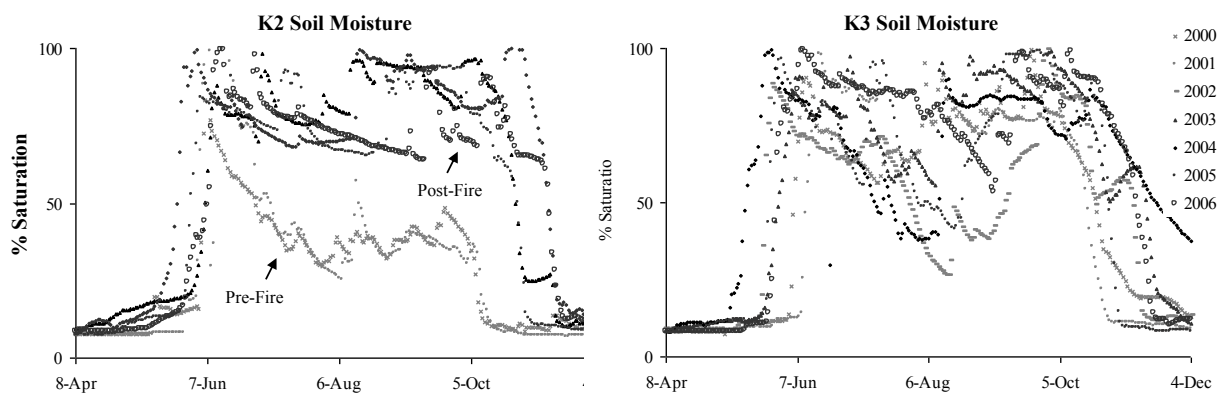 K2 Soil Moisture
% Saturation
100
50
0
8-Apr
7-Jun
6-Aug
5-Oct
Pre-Fire
Post-Fire
K3 Soil Moisture
% Saturatio
100
50
0
8-Apr
7-Jun
6-Aug
5-Oct
4-Dec
2000
2001
2002
2003
2004
2005
2006